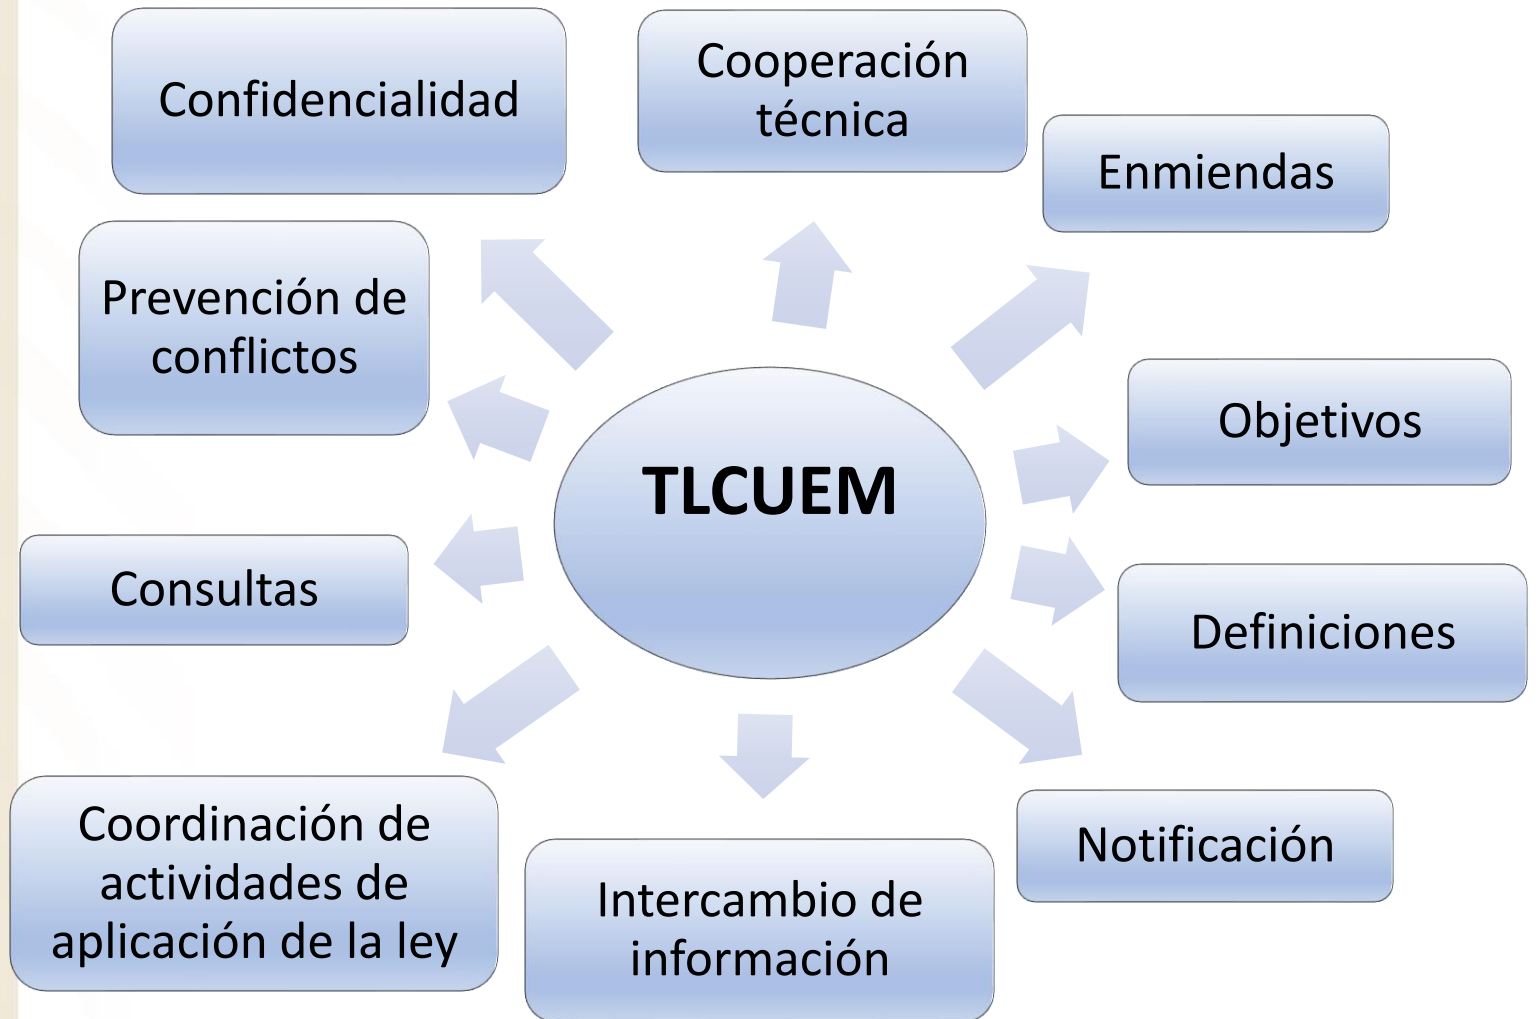 Confidencialidad
Cooperación
técnica
Enmiendas
Prevención de
conflictos
Objetivos
TLCUEM
Consultas
Definiciones
Coordinación de
actividades de
aplicación de la ley
Intercambio de
información
Notificación